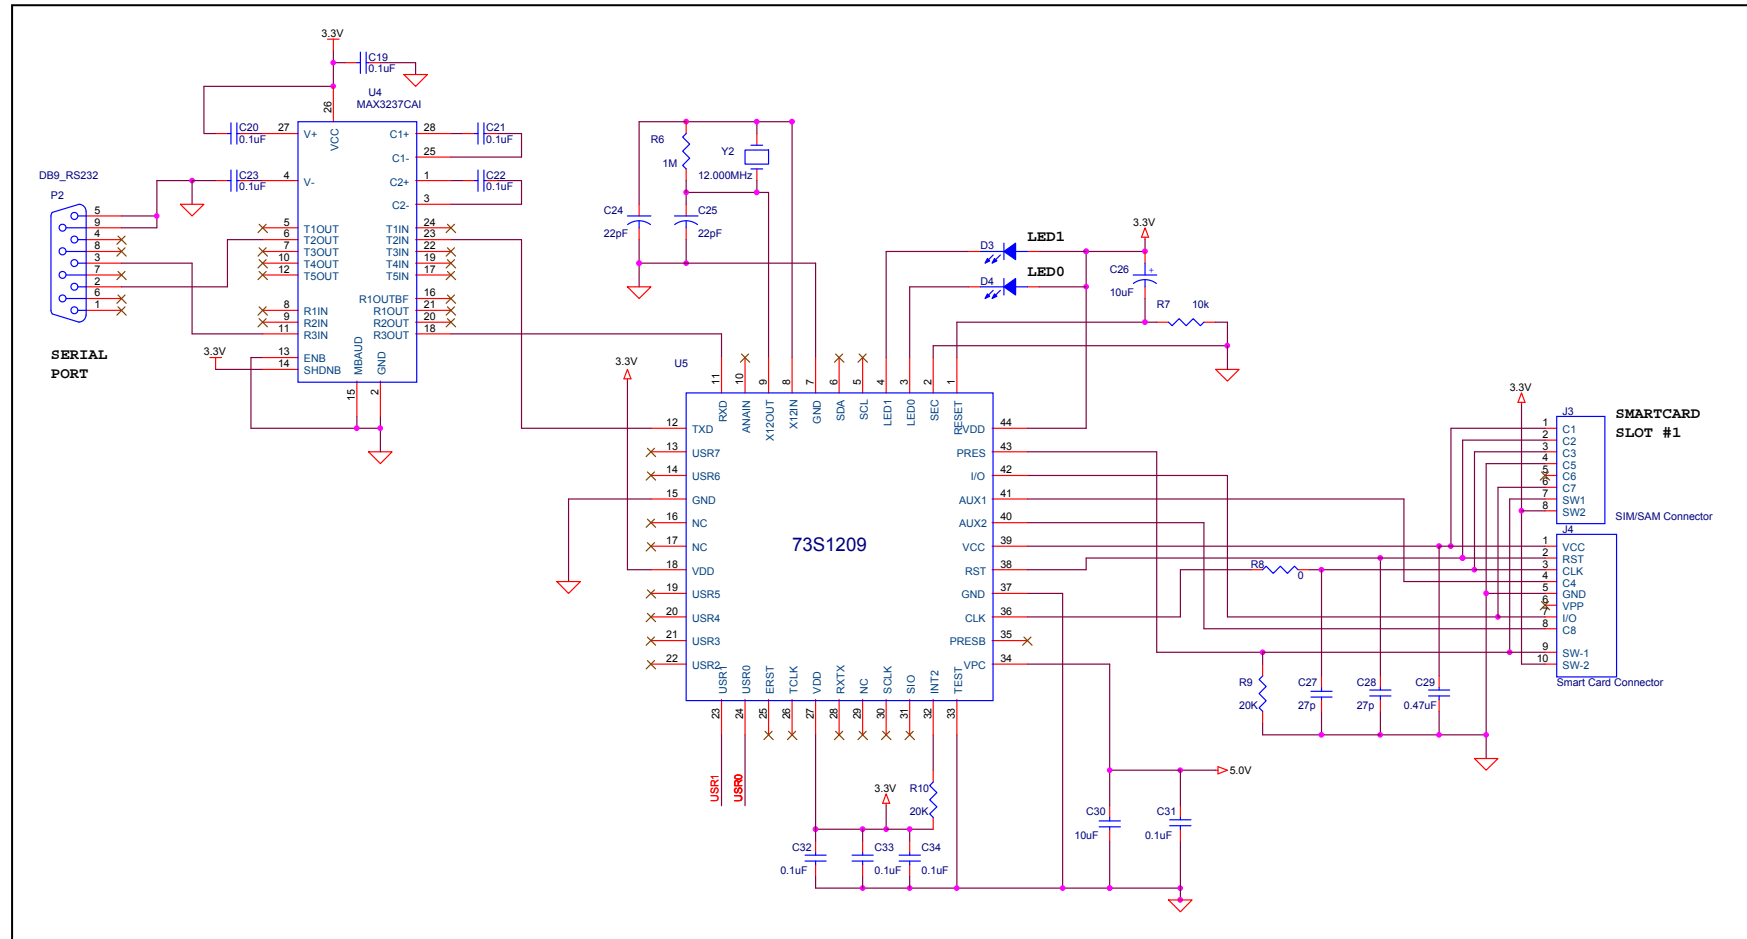 3.3V
C19
0.1uF
U4
MAX3237CAI
26
VCC
C20
0.1uF
27
V+
C1+
28
C21
0.1uF
C1-
25
C23
0.1uF
4
V-
C2+
1
C22
0.1uF
C2-
3
DB9_RS232
P2
5
9
4
8
3
7
2
6
1
SERIAL
PORT
5
T1OUT
T1IN
24
6
T2OUT
T2IN
23
7
T3OUT
T3IN
22
10
T4OUT
T4IN
19
12
T5OUT
T5IN
17
R1OUTBF
16
8
R1IN
R1OUT
21
9
R2IN
R2OUT
20
11
R3IN
R3OUT
18
3.3V
13
ENB
14
SHDNB
MBAUD
GND
15
2
R6
1M
Y2
12.000MHz
C24
22pF
C25
22pF
D3
LED1
D4
LED0
3.3V
C26
+
10uF
R7
10k
3.3V
U5
11
10
9
8
7
6
5
4
3
2
1
RXD
ANAIN
X12OUT
X12IN
GND
SDA
SCL
LED1
LED0
SEC
RESET
12
TXD
13
USR7
14
USR6
15
GND
16
NC
17
NC
18
VDD
19
USR5
20
USR4
21
USR3
22
USR2
73S1209
VDD
44
PRES
43
I/O
42
AUX1
41
AUX2
40
VCC
39
RST
38
GND
37
CLK
36
PRESB
35
VPC
34
USR1
USR0
ERST
TCLK
VDD
RXTX
NC
SCLK
SIO
INT2
TEST
23
24
25
26
27
28
29
30
31
32
33
USR1
USR0
3.3V
R10
20K
C32
0.1uF
C33
0.1uF
C34
0.1uF
C30
10uF
C31
0.1uF
5.0V
R8
0
R9
20K
C27
27p
C28
27p
C29
0.47uF
3.3V
J3
SMARTCARD
SLOT #1
1
C1
2
C2
3
C3
4
C5
5
C6
6
C7
7
SW1
8
SW2
SIM/SAM Connector
J4
1
VCC
2
RST
3
CLK
4
C4
5
GND
6
VPP
7
I/O
8
C8
9
SW-1
10
SW-2
Smart Card Connector